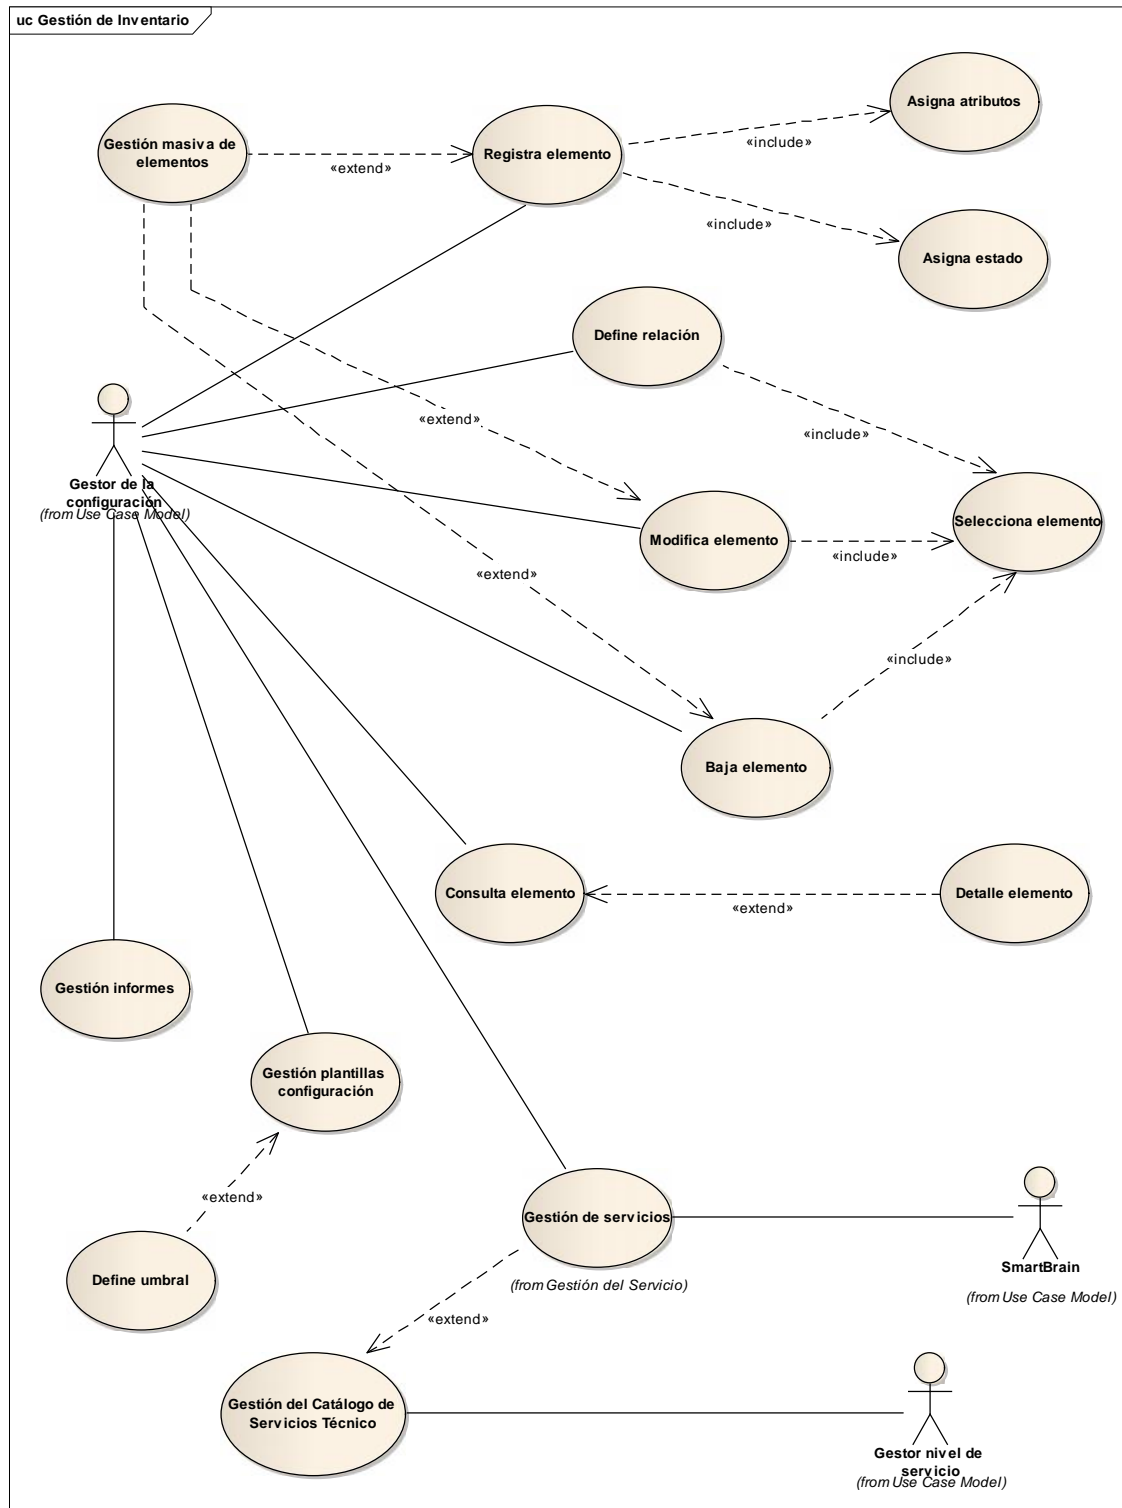 uc Gestión de Inventario
Asigna atributos
Gestión masiva de
elementos
Registra elemento
«include»
«extend»
«include»
Asigna estado
Define relación
«extend»
«include»
Gestor de la
configuración
(from Use Case Model)
Selecciona elemento
Modifica elemento
«include»
«extend»
«include»
Baja elemento
Consulta elemento
Detalle elemento
«extend»
Gestión informes
Gestión plantillas
configuración
«extend»
Gestión de servicios
Define umbral
(from Gestión del Servicio)
SmartBrain
(from Use Case Model)
«extend»
Gestión del Catálogo de
Servicios Técnico
Gestor nivel de
servicio
(from Use Case Model)